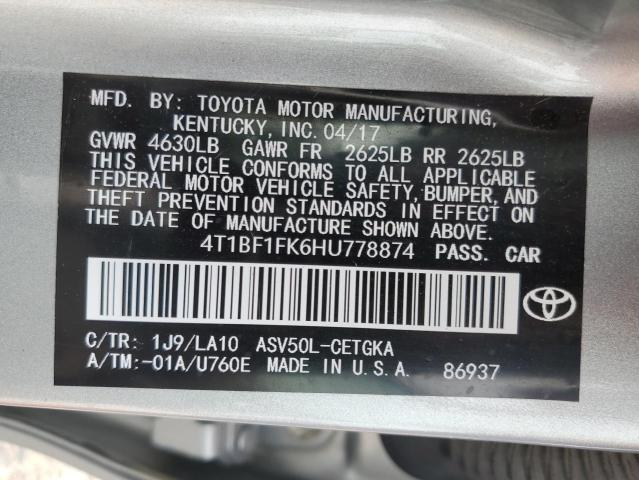 MFD. BY: TOYOTA MOTOR MANUFACTURING,
KENTUCKY, INC. 04/17
GVWR 4630LB GAWR FR 2625LB RR 2625LB
THIS VEHICLE CONFORMS TO ALL APPLICABLE
FEDERAL MOTOR VEHICLE SAFETY, BUMPER, AND
THEFT PREVENTION STANDARDS IN EFFECT ON
THE DATE OF MANUFACTURE SHOWN ABOVE.
4T1BF1FK6HU778874 PASS. CAR
C/TR: 1J9/LA10 ASV50L-CETGKA
A/TM:-01A/U760E MADE IN U.S.A. 86937